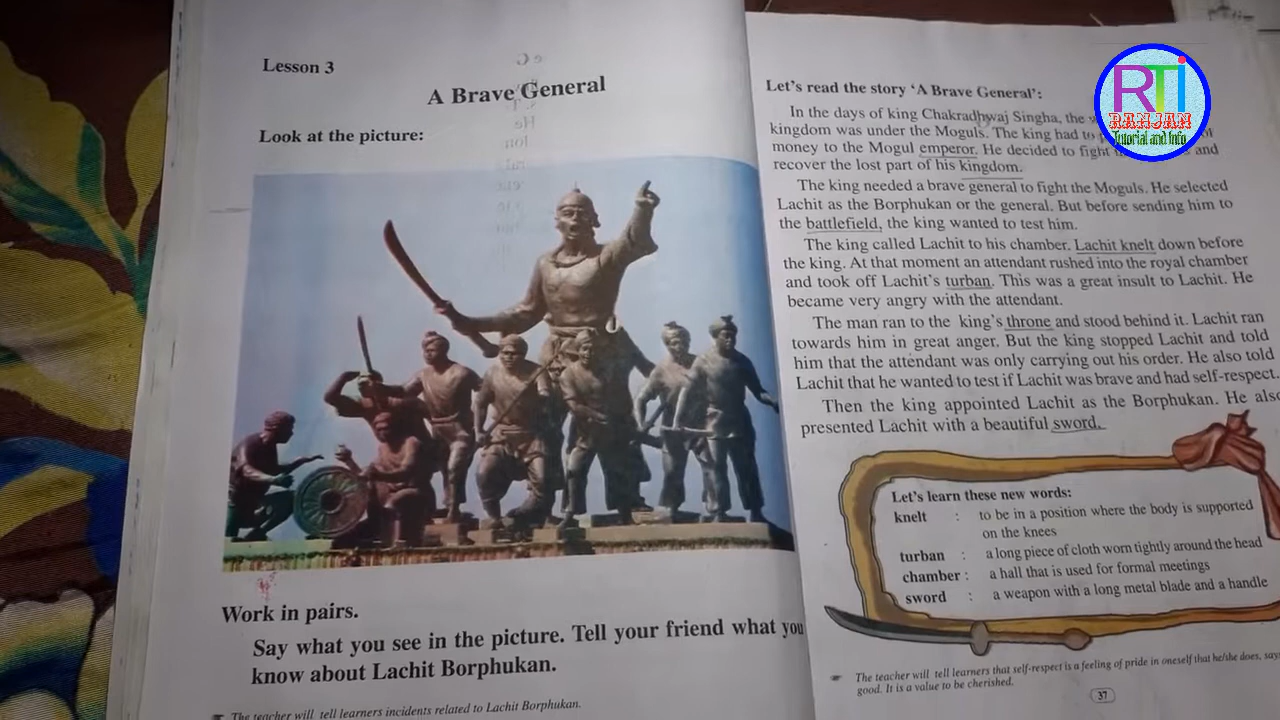 Lesson 3
A Brave General
Look at the picture:
Work in pairs.
Say what you see in the picture. Tell your friend what you
know about Lachit Borphukan.
The teacher will tell learners incidents related to Lachit Borphukan.
Let's read the story 'A Brave General':
In the days of king Chakradhwaj Singha, the
kingdom was under the Moguls. The king had to
money to the Mogul emperor. He decided to fight and
recover the lost part of his kingdom.
The king needed a brave general to fight the Moguls. He selected
Lachit as the Borphukan or the general. But before sending him to
the battlefield, the king wanted to test him.
The king called Lachit to his chamber. Lachit knelt down before
the king. At that moment an attendant rushed into the royal chamber
and took off Lachit's turban. This was a great insult to Lachit. He
became very angry with the attendant.
The man ran to the king's throne and stood behind it. Lachit ran
towards him in great anger. But the king stopped Lachit and told
him that the attendant was only carrying out his order. He also told
Lachit that he wanted to test if Lachit was brave and had self-respect.
Then the king appointed Lachit as the Borphukan. He also
presented Lachit with a beautiful sword.
Let's learn these new words:
knelt : to be in a position where the body is supported
on the knees
turban : a long piece of cloth worn tightly around the head
chamber : a hall that is used for formal meetings
sword : a weapon with a long metal blade and a handle
The teacher will tell learners that self-respect is a feeling of pride in oneself that he/she does, say
good. It is a value to be cherished.
37
RTi
RANJAN
Tutorial and Info